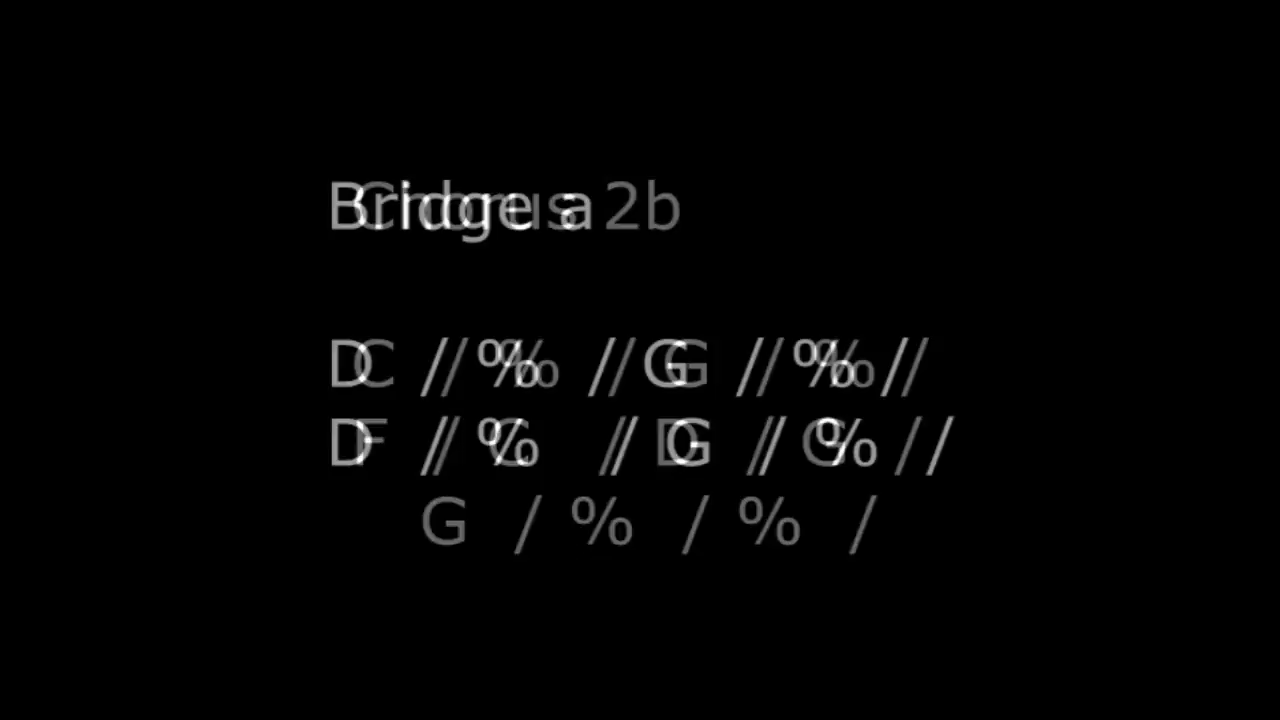 Bridge a
D / % / G / % /
D / % / G / % /
Chorus 2b
C / % / G / % /
F / C / D / G /
G / % / % /